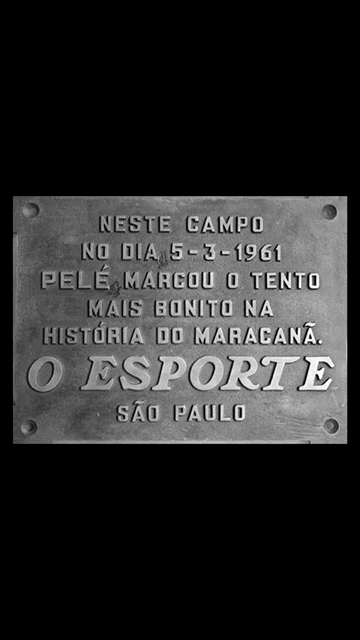 NESTE CAMPO
NO DIA 5-3-1961
PELÉ MARCOU O TENTO
MAIS BONITO NA
HISTÓRIA DO MARACANÃ.
O ESPORTE
SÃO PAULO